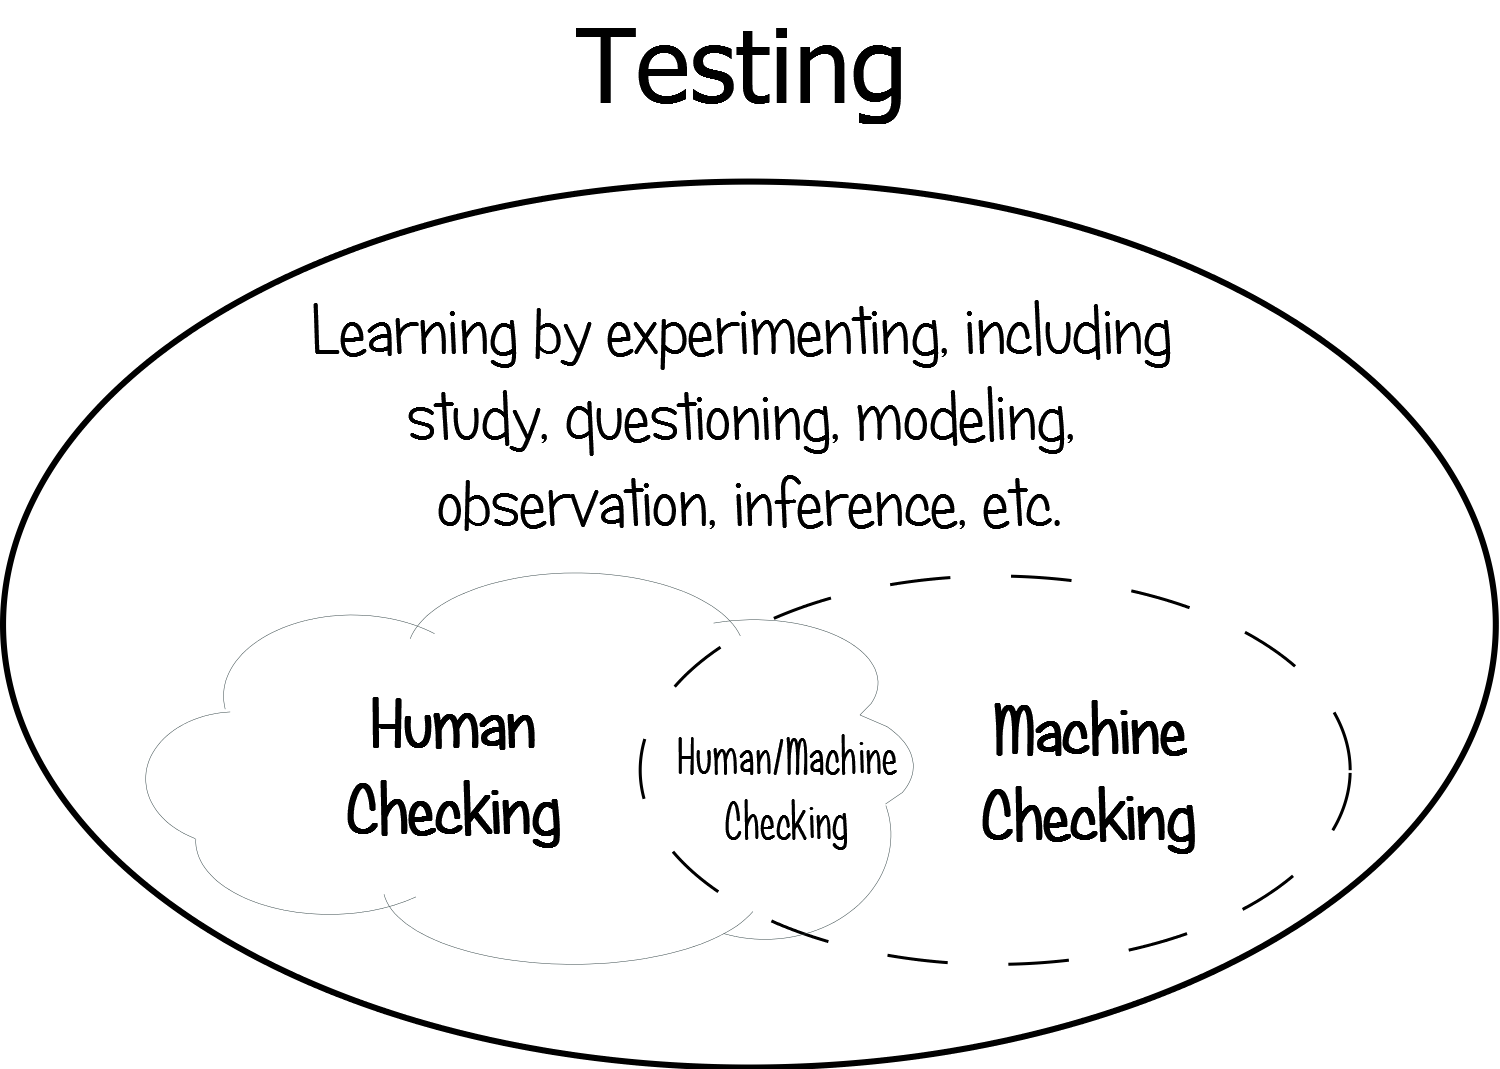 Testing
Learning by experimenting, including
study, questioning, modeling,
observation, inference, etc.
Human
Checking
Human/Machine
Checking
Machine
Checking